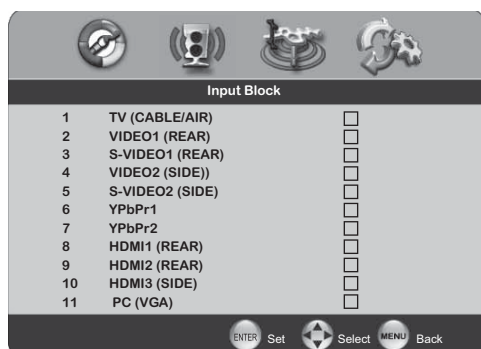 Input Block
1 TV (CABLE/AIR)
2 VIDEO1 (REAR)
3 S-VIDEO1 (REAR)
4 VIDEO2 (SIDE))
5 S-VIDEO2 (SIDE)
6 YPbPr1
7 YPbPr2
8 HDMI1 (REAR)
9 HDMI2 (REAR)
10 HDMI3 (SIDE)
11 PC (VGA)
ENTER Set Select MENU Back